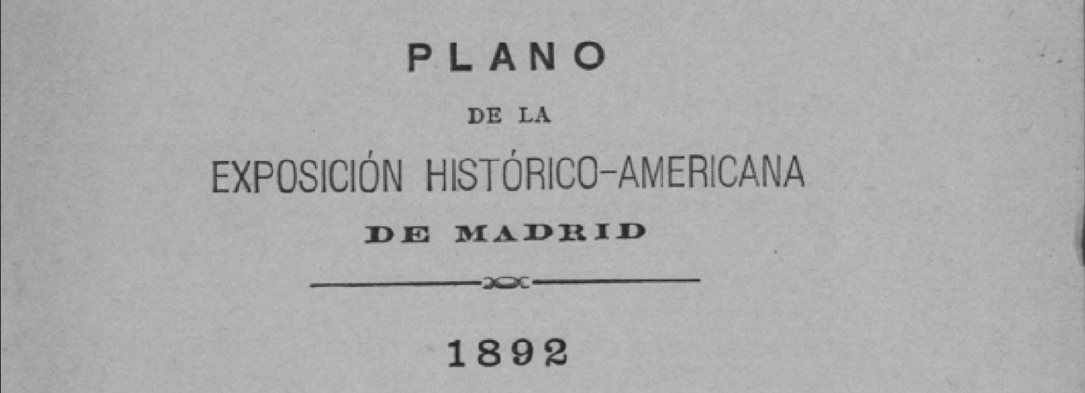 PLANO
DE LA
EXPOSICIÓN HISTÓRICO-AMERICANA
DE MADRID
1892